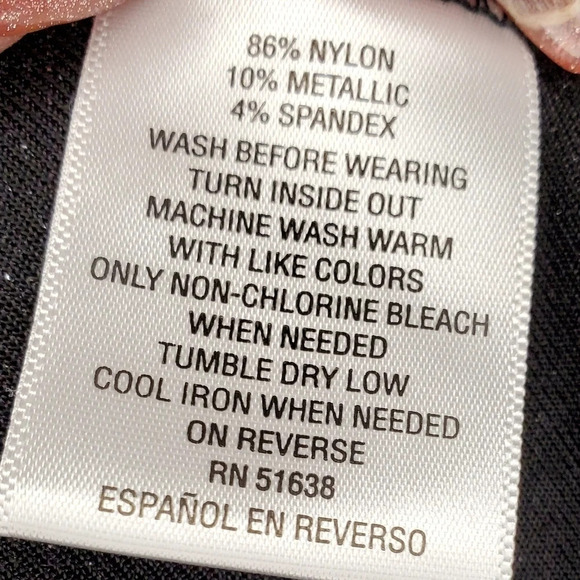 86% NYLON
10% METALLIC
4% SPANDEX
WASH BEFORE WEARING
TURN INSIDE OUT
MACHINE WASH WARM
WITH LIKE COLORS
ONLY NON-CHLORINE BLEACH
WHEN NEEDED
TUMBLE DRY LOW
COOL IRON WHEN NEEDED
ON REVERSE
RN 51638
ESPAÑOL EN REVERSO